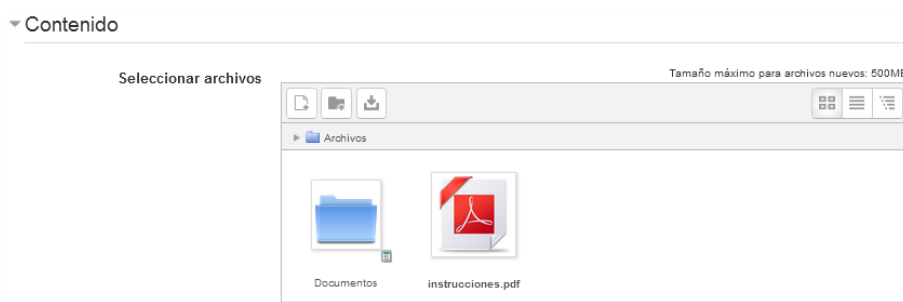 Contenido
Tamaño máximo para archivos nuevos: 500MB
Seleccionar archivos
Archivos
Documentos
instrucciones.pdf